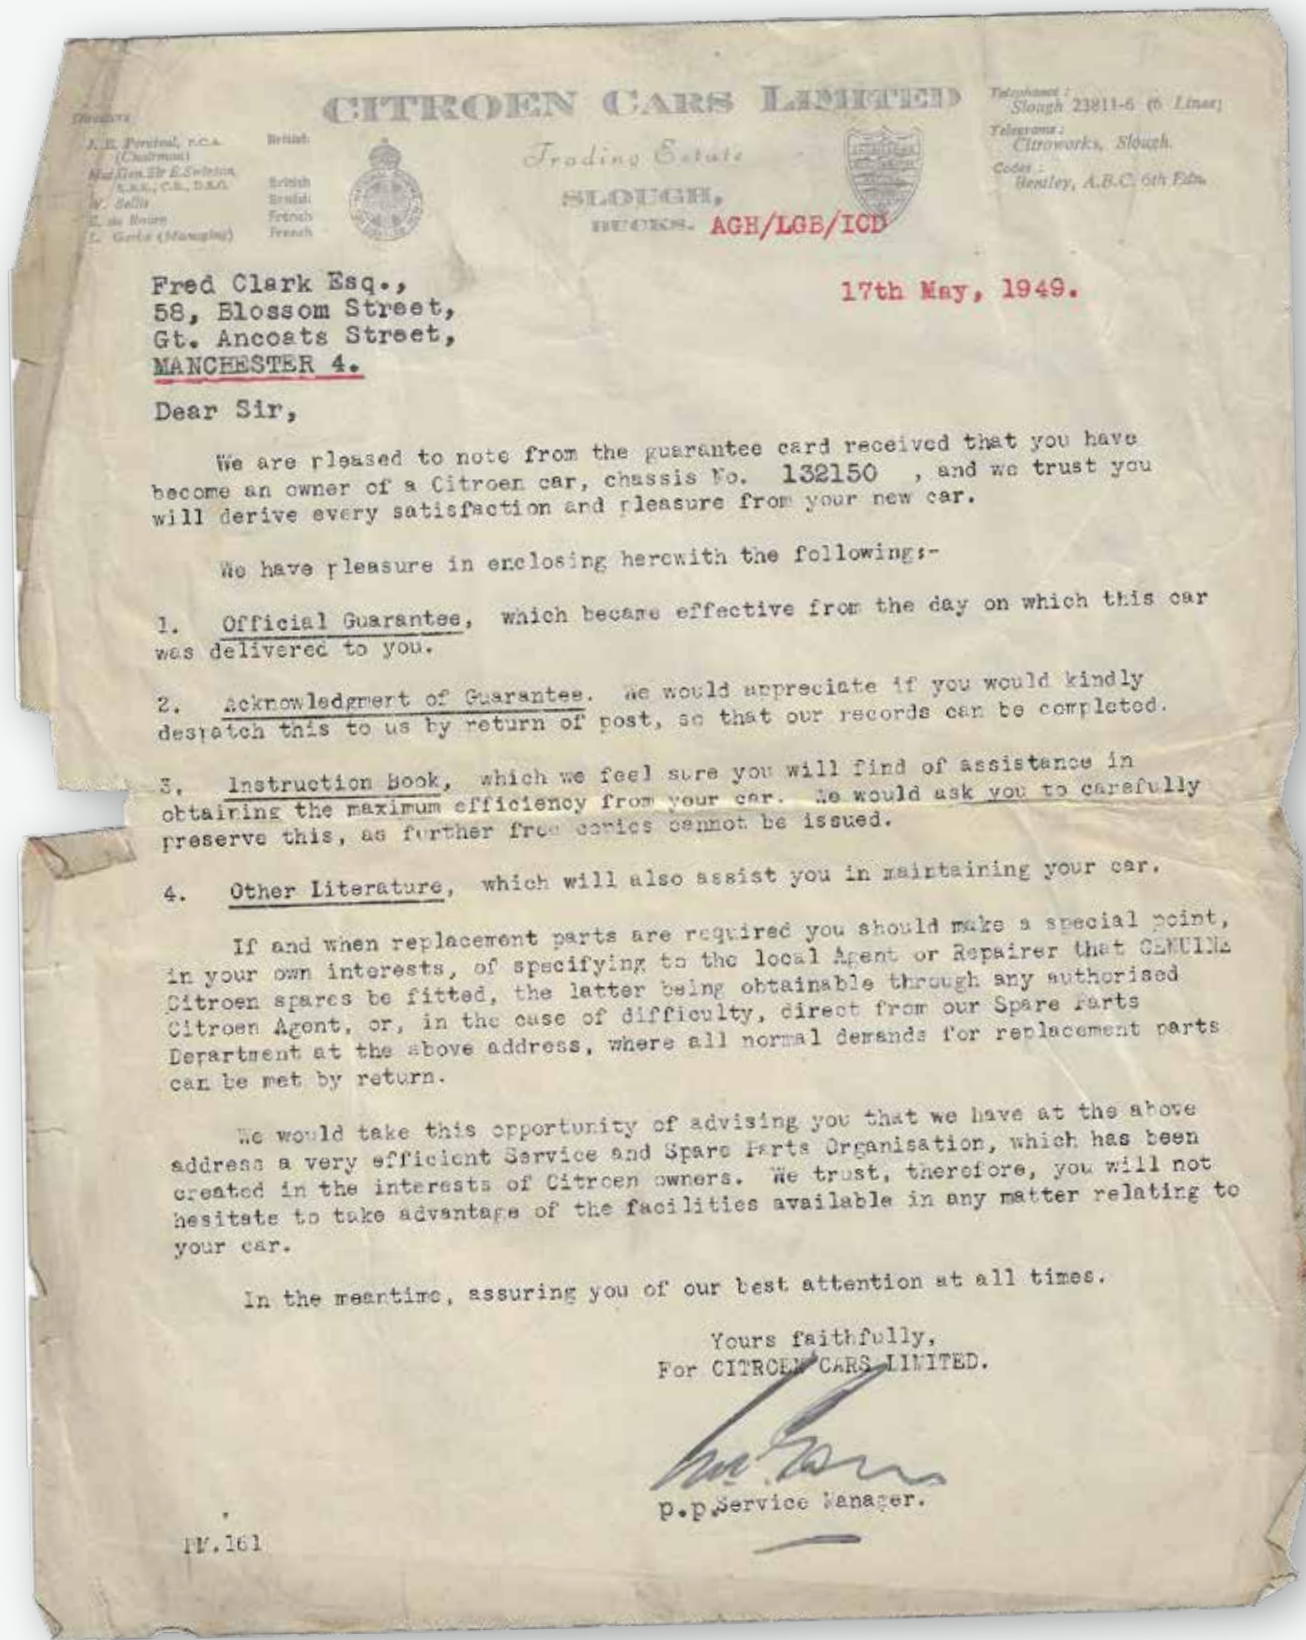 CITROEN CARS LIMITED
Directors
J. E. Percival, F.C.A. British
(Chairman)
Maj. Gen. Sir E. Swinton,
K.B.E., C.B., D.S.O. British
W. Sellis British
French
L. Garbe (Managing) French
Trading Estate
SLOUGH,
BUCKS.
Telephone:
Slough 23811-6 (6 Lines)
Telegrams:
Citroworks, Slough.
Codes:
Bentley, A.B.C. 6th Edn.
AGH/LGB/ICD
Fred Clark Esq.,
58, Blossom Street,
Gt. Ancoats Street,
MANCHESTER 4.
17th May, 1949.
Dear Sir,
We are pleased to note from the guarantee card received that you have
become an owner of a Citroen car, chassis No. 132150 , and we trust you
will derive every satisfaction and pleasure from your new car.
We have pleasure in enclosing herewith the following:-
1. Official Guarantee, which became effective from the day on which this car
was delivered to you.
2. Acknowledgment of Guarantee. We would appreciate if you would kindly
despatch this to us by return of post, so that our records can be completed.
3. Instruction Book, which we feel sure you will find of assistance in
obtaining the maximum efficiency from your car. We would ask you to carefully
preserve this, as further free copies cannot be issued.
4. Other Literature, which will also assist you in maintaining your car.
If and when replacement parts are required you should make a special point,
in your own interests, of specifying to the local Agent or Repairer that GENUINE
Citroen spares be fitted, the latter being obtainable through any authorised
Citroen Agent, or, in the case of difficulty, direct from our Spare Parts
Department at the above address, where all normal demands for replacement parts
can be met by return.
We would take this opportunity of advising you that we have at the above
address a very efficient Service and Spare Parts Organisation, which has been
created in the interests of Citroen owners. We trust, therefore, you will not
hesitate to take advantage of the facilities available in any matter relating to
your car.
In the meantime, assuring you of our best attention at all times.
Yours faithfully,
For CITROEN CARS LIMITED.
p.p. Service Manager.
161